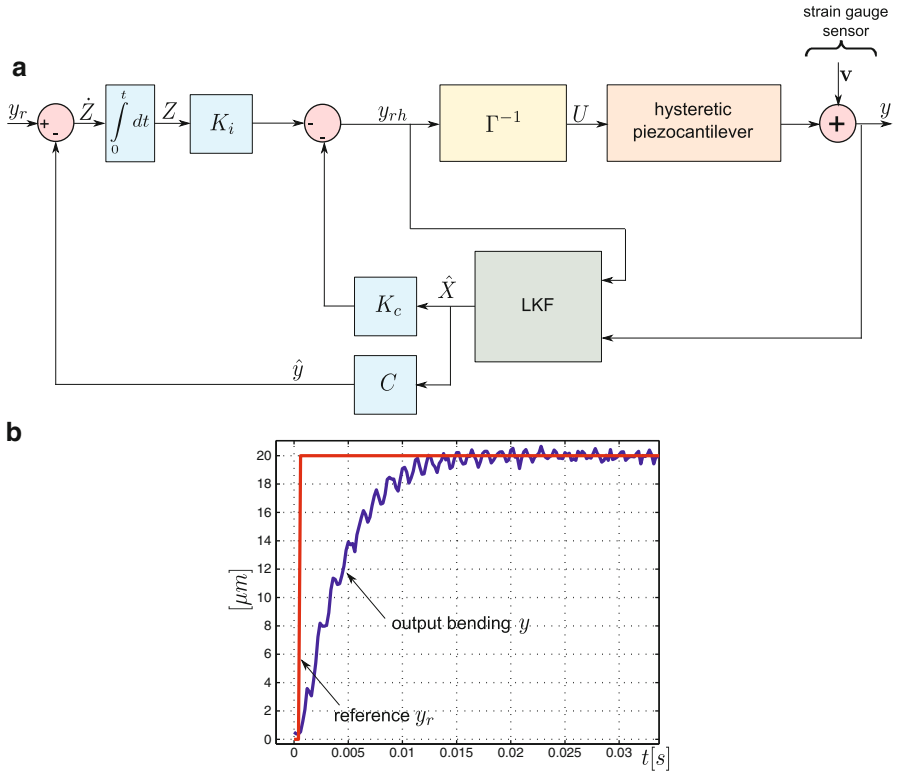 strain gauge
sensor
a
v
y_r
+
-
Ż
∫₀ᵗ dt
Z
K_i
-
-
y_rh
Γ⁻¹
U
hysteretic
piezocantilever
+
y
K_c
X̂
LKF
ŷ
C
b
20
18
16
14
12
10
8
6
4
2
0
[μm]
output bending y
reference y_r
0
0.005
0.01
0.015
0.02
0.025
0.03
t[s]